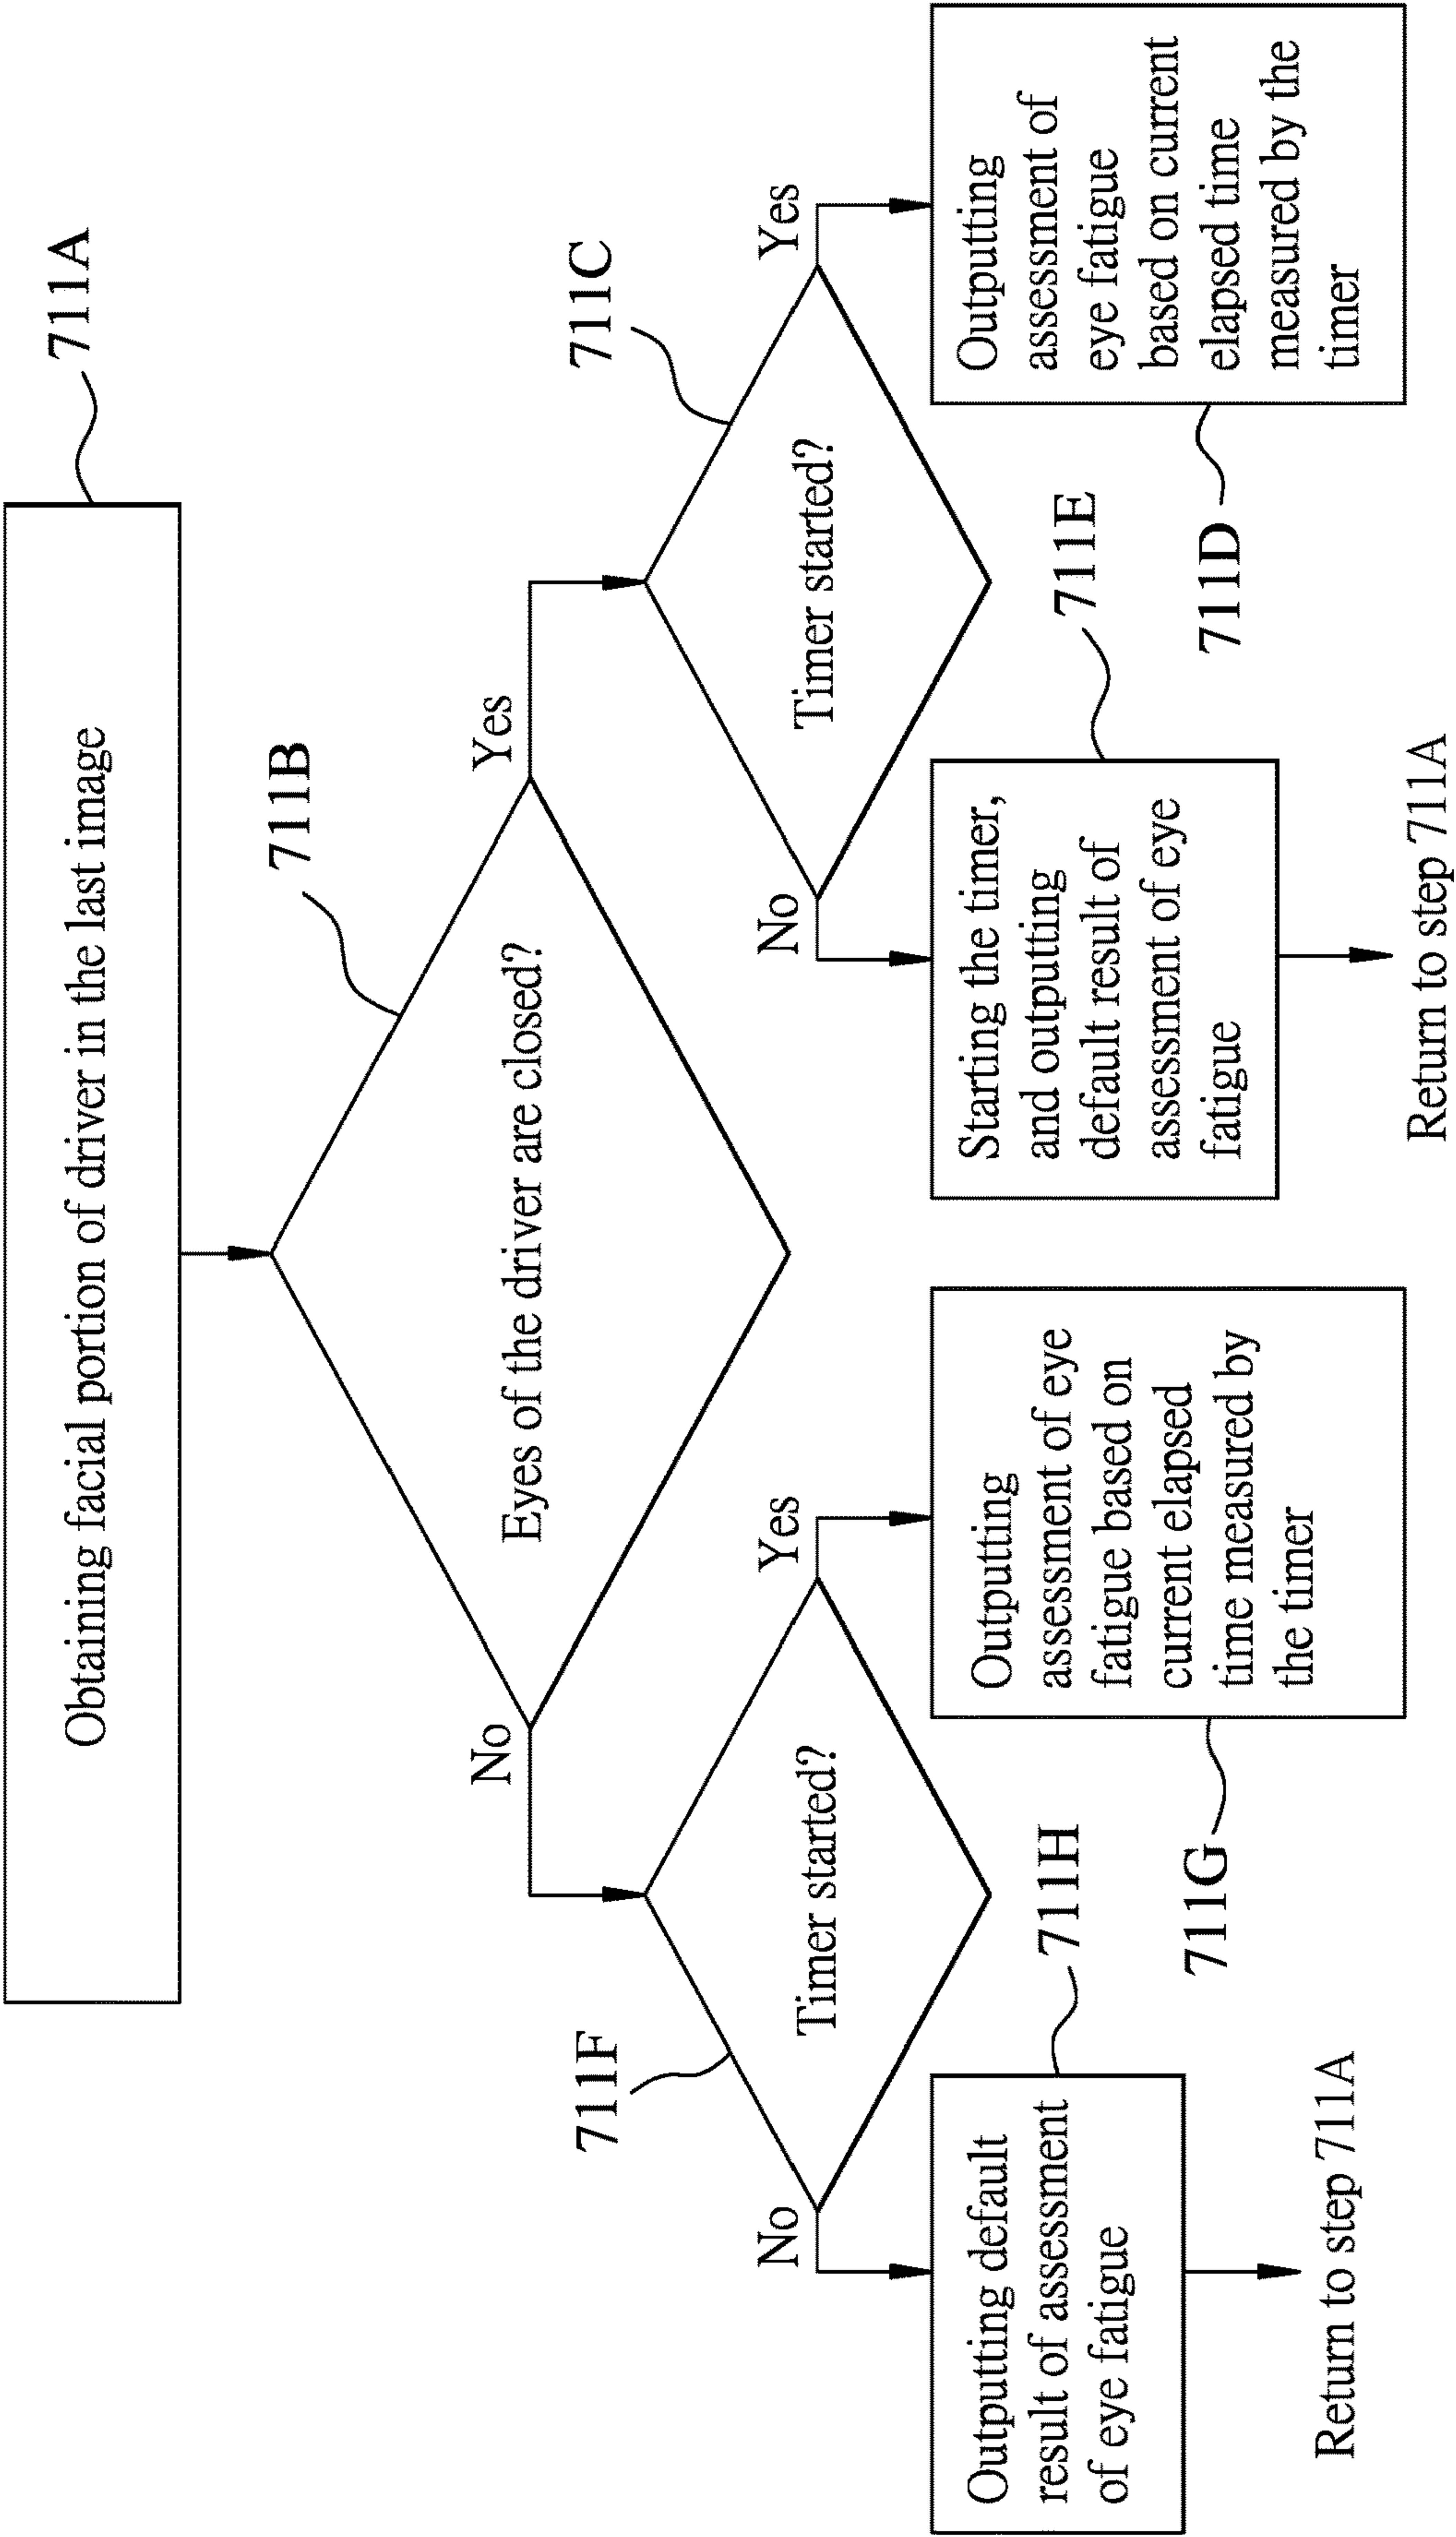 Obtaining facial portion of driver in the last image
711A
711B
Eyes of the driver are closed?
No
Yes
711F
Timer started?
No
Yes
711C
Timer started?
No
Yes
Outputting default
result of assessment
of eye fatigue
711H
Return to step 711A
Outputting
assessment of eye
fatigue based on
current elapsed
time measured by
the timer
711G
Starting the timer,
and outputting
default result of
assessment of eye
fatigue
711E
Return to step 711A
Outputting
assessment of
eye fatigue
based on current
elapsed time
measured by the
timer
711D